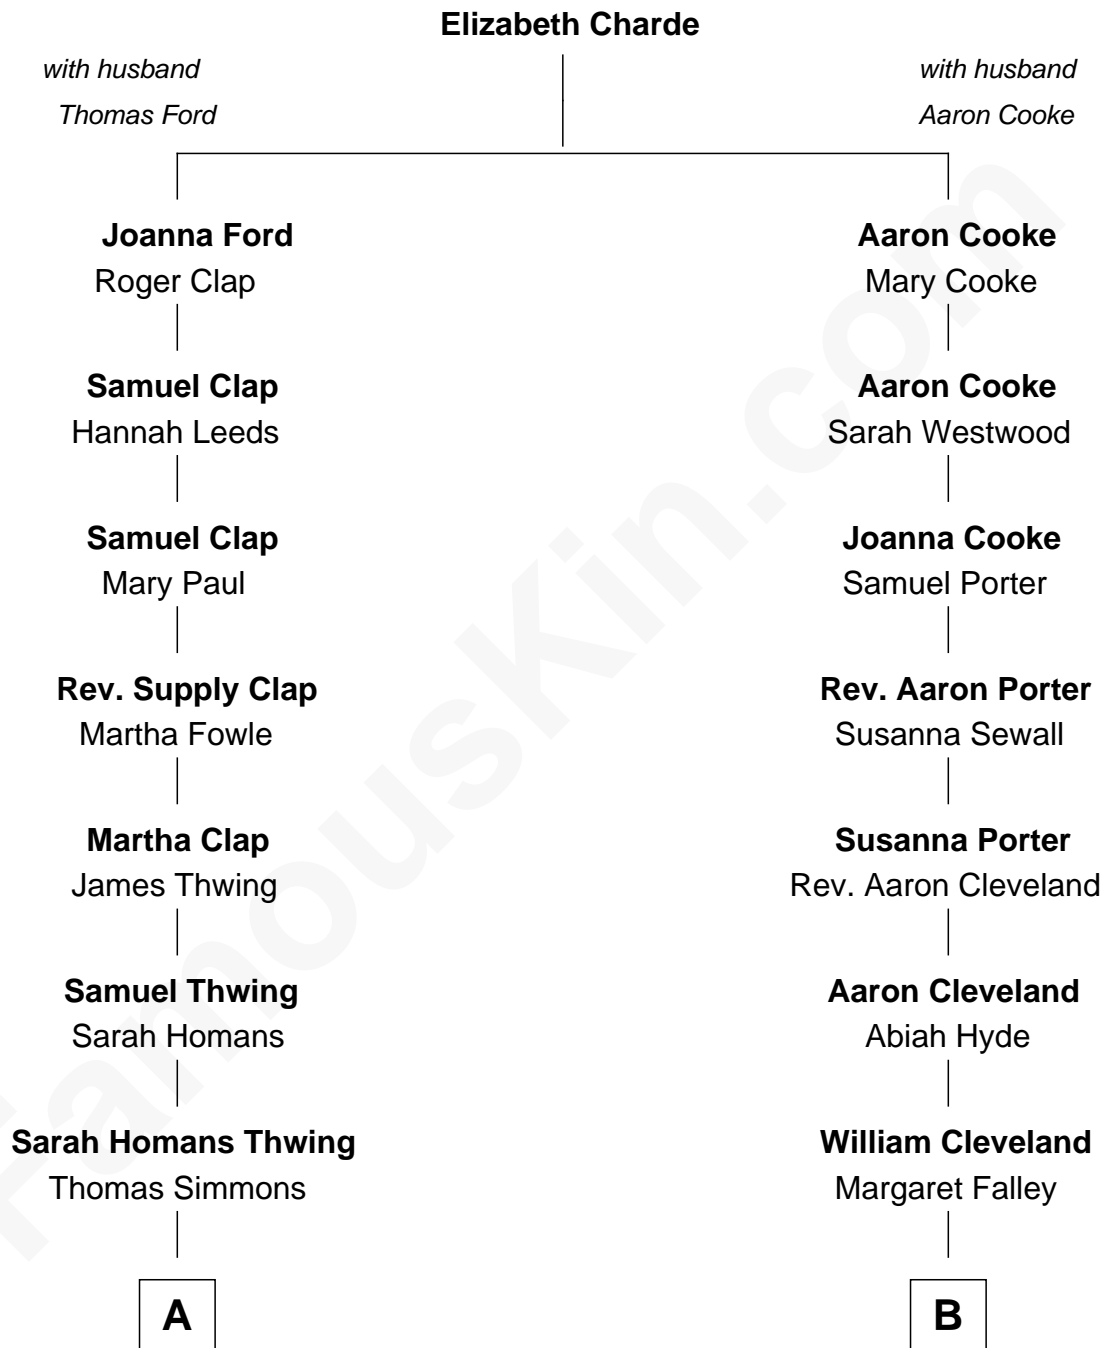 Elizabeth Charde
with husband
Thomas Ford
with husband
Aaron Cooke
Joanna Ford
Roger Clap
Aaron Cooke
Mary Cooke
Samuel Clap
Hannah Leeds
Aaron Cooke
Sarah Westwood
Samuel Clap
Mary Paul
Joanna Cooke
Samuel Porter
Rev. Supply Clap
Martha Fowle
Rev. Aaron Porter
Susanna Sewall
Martha Clap
James Thwing
Susanna Porter
Rev. Aaron Cleveland
Samuel Thwing
Sarah Homans
Aaron Cleveland
Abiah Hyde
Sarah Homans Thwing
Thomas Simmons
William Cleveland
Margaret Falley
A
B
FamousKin.com